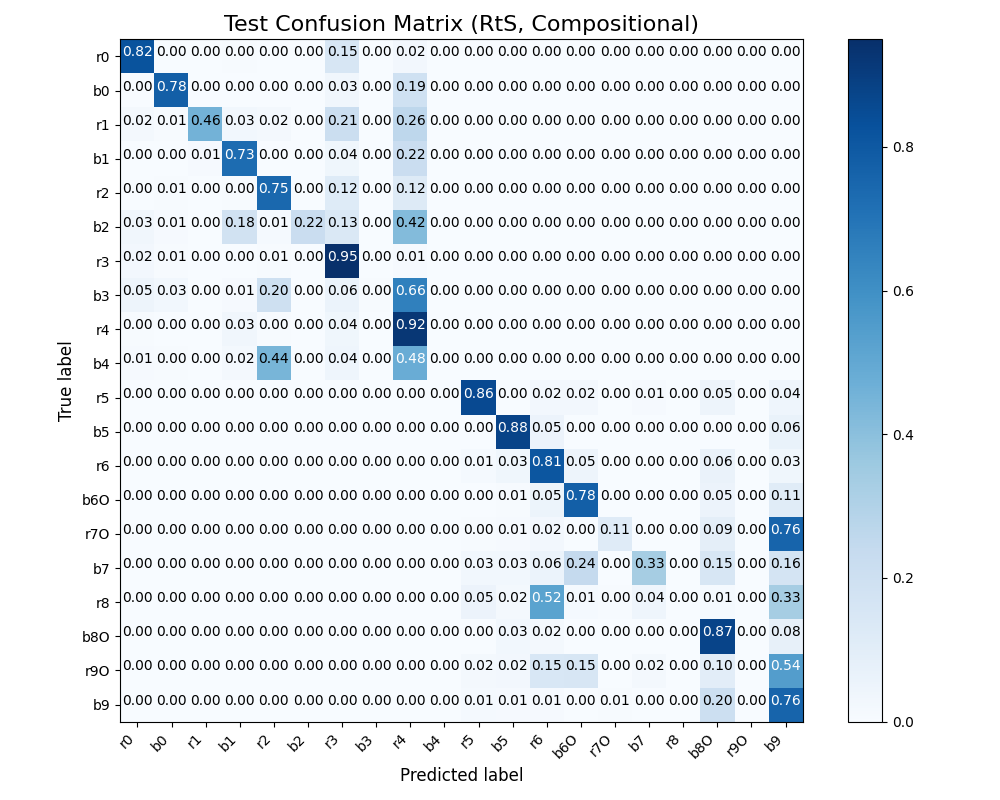 Test Confusion Matrix (RtS, Compositional)
r0 0.82 0.00 0.00 0.00 0.00 0.00 0.15 0.00 0.02 0.00 0.00 0.00 0.00 0.00 0.00 0.00 0.00 0.00 0.00 0.00
b0 0.00 0.78 0.00 0.00 0.00 0.00 0.03 0.00 0.19 0.00 0.00 0.00 0.00 0.00 0.00 0.00 0.00 0.00 0.00 0.00
r1 0.02 0.01 0.46 0.03 0.02 0.00 0.21 0.00 0.26 0.00 0.00 0.00 0.00 0.00 0.00 0.00 0.00 0.00 0.00 0.00
b1 0.00 0.00 0.01 0.73 0.00 0.00 0.04 0.00 0.22 0.00 0.00 0.00 0.00 0.00 0.00 0.00 0.00 0.00 0.00 0.00
r2 0.00 0.01 0.00 0.00 0.75 0.00 0.12 0.00 0.12 0.00 0.00 0.00 0.00 0.00 0.00 0.00 0.00 0.00 0.00 0.00
b2 0.03 0.01 0.00 0.18 0.01 0.22 0.13 0.00 0.42 0.00 0.00 0.00 0.00 0.00 0.00 0.00 0.00 0.00 0.00 0.00
r3 0.02 0.01 0.00 0.00 0.01 0.00 0.95 0.00 0.01 0.00 0.00 0.00 0.00 0.00 0.00 0.00 0.00 0.00 0.00 0.00
b3 0.05 0.03 0.00 0.01 0.20 0.00 0.06 0.00 0.66 0.00 0.00 0.00 0.00 0.00 0.00 0.00 0.00 0.00 0.00 0.00
r4 0.00 0.00 0.00 0.03 0.00 0.00 0.04 0.00 0.92 0.00 0.00 0.00 0.00 0.00 0.00 0.00 0.00 0.00 0.00 0.00
b4 0.01 0.00 0.00 0.02 0.44 0.00 0.04 0.00 0.48 0.00 0.00 0.00 0.00 0.00 0.00 0.00 0.00 0.00 0.00 0.00
r5 0.00 0.00 0.00 0.00 0.00 0.00 0.00 0.00 0.00 0.00 0.86 0.00 0.02 0.02 0.00 0.01 0.00 0.05 0.00 0.04
b5 0.00 0.00 0.00 0.00 0.00 0.00 0.00 0.00 0.00 0.00 0.00 0.88 0.05 0.00 0.00 0.00 0.00 0.00 0.00 0.06
r6 0.00 0.00 0.00 0.00 0.00 0.00 0.00 0.00 0.00 0.00 0.01 0.03 0.81 0.05 0.00 0.00 0.00 0.06 0.00 0.03
b6O 0.00 0.00 0.00 0.00 0.00 0.00 0.00 0.00 0.00 0.00 0.00 0.01 0.05 0.78 0.00 0.00 0.00 0.05 0.00 0.11
r7O 0.00 0.00 0.00 0.00 0.00 0.00 0.00 0.00 0.00 0.00 0.00 0.01 0.02 0.00 0.11 0.00 0.00 0.09 0.00 0.76
b7 0.00 0.00 0.00 0.00 0.00 0.00 0.00 0.00 0.00 0.00 0.03 0.03 0.06 0.24 0.00 0.33 0.00 0.15 0.00 0.16
r8 0.00 0.00 0.00 0.00 0.00 0.00 0.00 0.00 0.00 0.00 0.05 0.02 0.52 0.01 0.00 0.04 0.00 0.01 0.00 0.33
b8O 0.00 0.00 0.00 0.00 0.00 0.00 0.00 0.00 0.00 0.00 0.00 0.03 0.02 0.00 0.00 0.00 0.00 0.87 0.00 0.08
r9O 0.00 0.00 0.00 0.00 0.00 0.00 0.00 0.00 0.00 0.00 0.02 0.02 0.15 0.15 0.00 0.02 0.00 0.10 0.00 0.54
b9 0.00 0.00 0.00 0.00 0.00 0.00 0.00 0.00 0.00 0.00 0.01 0.01 0.01 0.00 0.01 0.00 0.00 0.20 0.00 0.76
r0 b0 r1 b1 r2 b2 r3 b3 r4 b4 r5 b5 r6 b6O r7O b7 r8 b8O r9O b9
Predicted label
True label
0.8
0.6
0.4
0.2
0.0